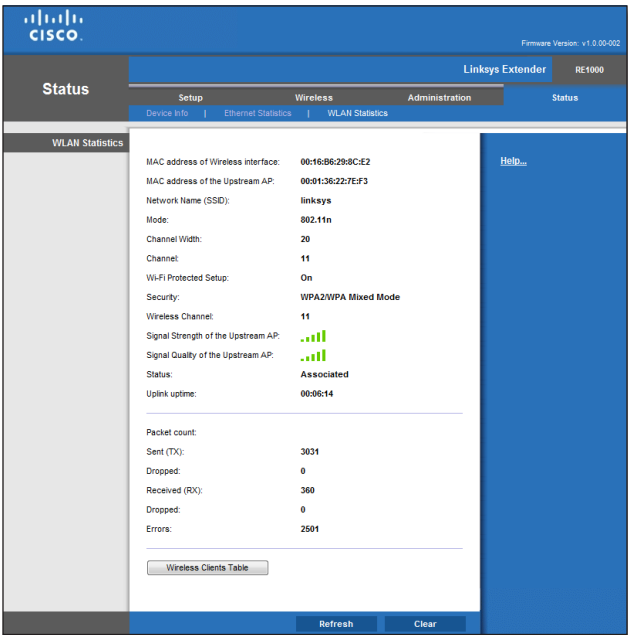 CISCO.
Firmware Version: v1.0.00-002
Linksys Extender RE1000
Status
Setup Wireless Administration Status
Device Info | Ethernet Statistics | WLAN Statistics
WLAN Statistics
Help...
MAC address of Wireless interface: 00:16:B6:29:8C:E2
MAC address of the Upstream AP: 00:01:36:22:7E:F3
Network Name (SSID): linksys
Mode: 802.11n
Channel Width: 20
Channel: 11
Wi-Fi Protected Setup: On
Security: WPA2/WPA Mixed Mode
Wireless Channel: 11
Signal Strength of the Upstream AP:
Signal Quality of the Upstream AP:
Status: Associated
Uplink uptime: 00:06:14
Packet count:
Sent (TX): 3031
Dropped: 0
Received (RX): 360
Dropped: 0
Errors: 2501
Wireless Clients Table
Refresh Clear